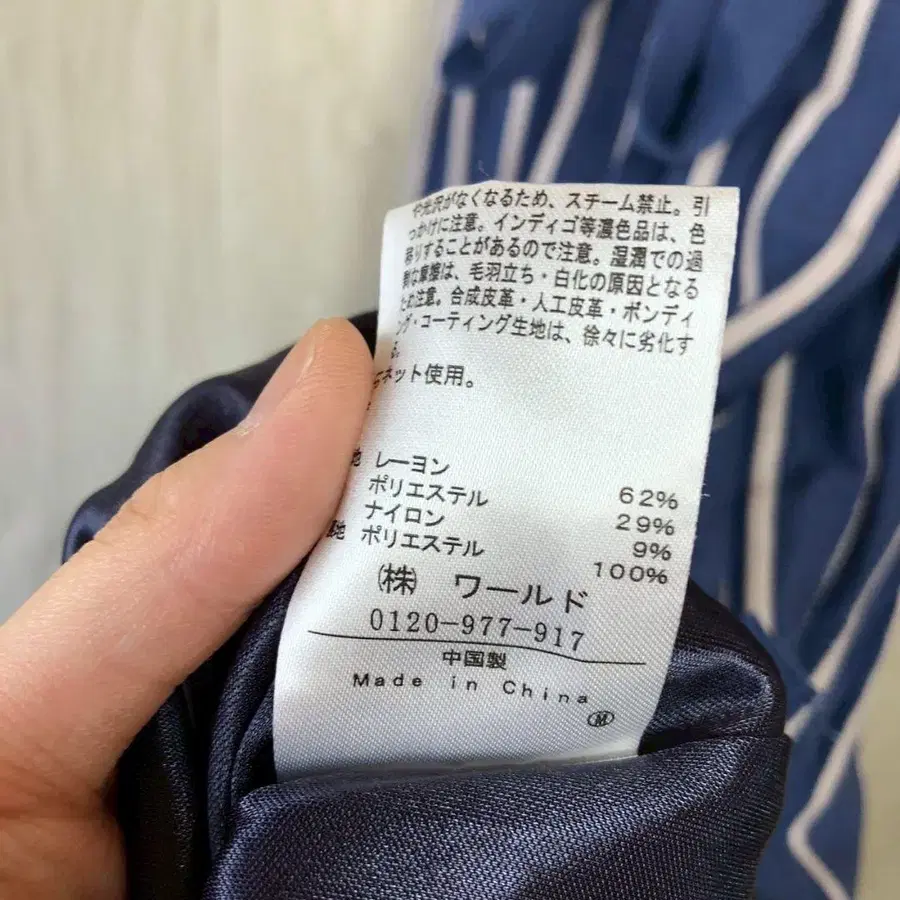 や光沢がなくなるため、スチーム禁止。引
っかけに注意。インディゴ等濃色品は、色
移りすることがあるので注意。湿潤での過
剰な摩擦は、毛羽立ち・白化の原因となる
ため注意。合成皮革・人工皮革・ボンディ
ング・コーティング生地は、徐々に劣化す
る。
ネット使用。
地 レーヨン 62%
ポリエステル 29%
ナイロン 9%
地 ポリエステル 100%
㈱ ワールド
0120-977-917
中国製
Made in China
Ⓜ